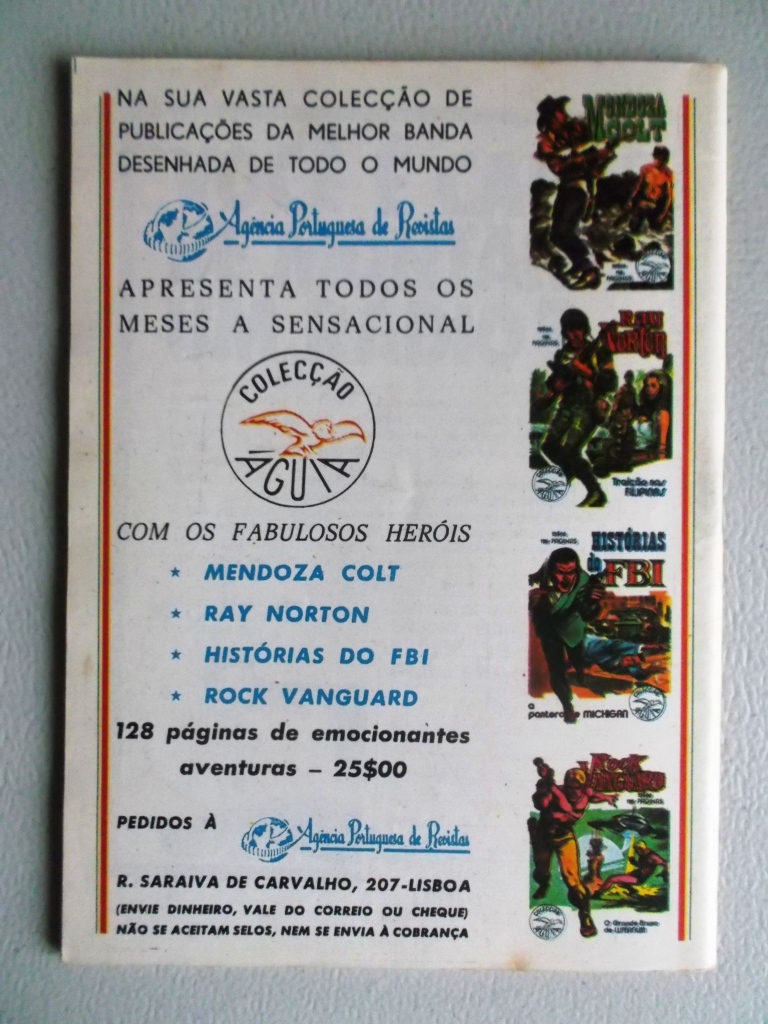 NA SUA VASTA COLECÇÃO DE
PUBLICAÇÕES DA MELHOR BANDA
DESENHADA DE TODO O MUNDO
Agência Portuguesa de Revistas
APRESENTA TODOS OS
MESES A SENSACIONAL
COLECÇÃO
ÁGUIA
COM OS FABULOSOS HERÓIS
★ MENDOZA COLT
★ RAY NORTON
★ HISTÓRIAS DO FBI
★ ROCK VANGUARD
128 páginas de emocionantes
aventuras – 25$00
PEDIDOS À
Agência Portuguesa de Revistas
R. SARAIVA DE CARVALHO, 207-LISBOA
(ENVIE DINHEIRO, VALE DO CORREIO OU CHEQUE)
NÃO SE ACEITAM SELOS, NEM SE ENVIA À COBRANÇA
MENDOZA
COLT
RAY
Norton
Traição nas
FILIPINAS
HISTÓRIAS
do
FBI
a
pantera de MICHIGAN
COLECÇÃO
ÁGUIA
ROCK
VANGUARD
COLECÇÃO
ÁGUIA